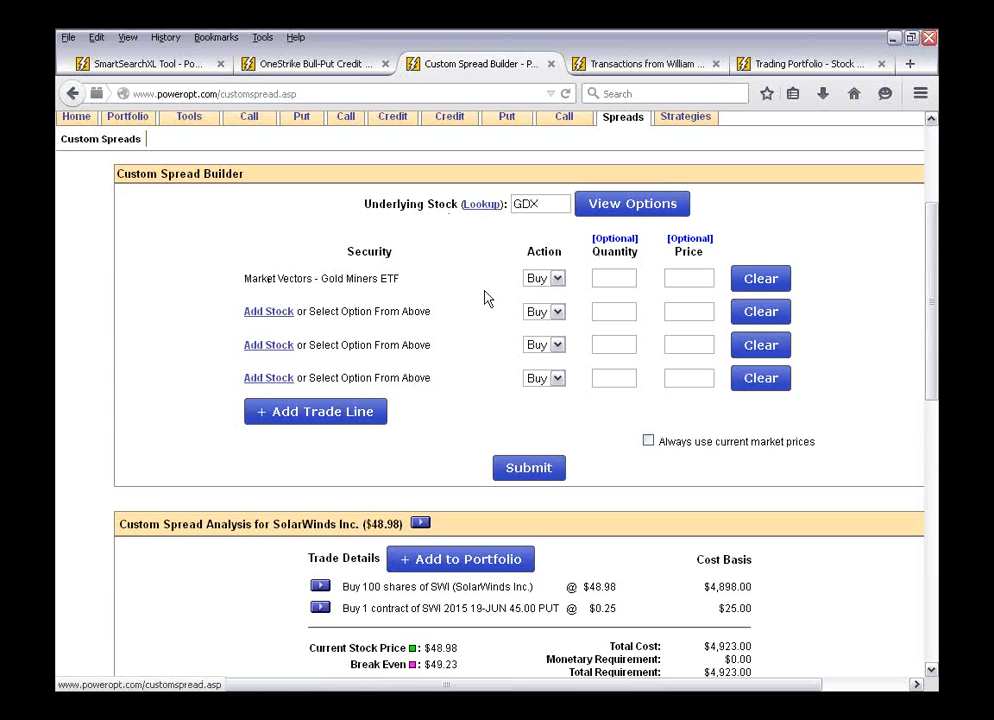 File Edit View History Bookmarks Tools Help
SmartSearchXL Tool - Po... × OneStrike Bull-Put Credit ... × Custom Spread Builder - P... × Transactions from William ... × Trading Portfolio - Stock ... × +
www.poweropt.com/customspread.asp Search
Home Portfolio Tools Call Put Call Credit Credit Put Call Spreads Strategies
Custom Spreads
Custom Spread Builder
Underlying Stock (Lookup): GDX View Options
[Optional] [Optional]
Security Action Quantity Price
Market Vectors - Gold Miners ETF Buy Clear
Add Stock or Select Option From Above Buy Clear
Add Stock or Select Option From Above Buy Clear
Add Stock or Select Option From Above Buy Clear
+ Add Trade Line
Always use current market prices
Submit
Custom Spread Analysis for SolarWinds Inc. ($48.98)
Trade Details + Add to Portfolio Cost Basis
Buy 100 shares of SWI (SolarWinds Inc.) @ $48.98 $4,898.00
Buy 1 contract of SWI 2015 19-JUN 45.00 PUT @ $0.25 $25.00
Current Stock Price : $48.98 Total Cost: $4,923.00
Break Even : $49.23 Monetary Requirement: $0.00
Total Requirement: $4,923.00
www.poweropt.com/customspread.asp